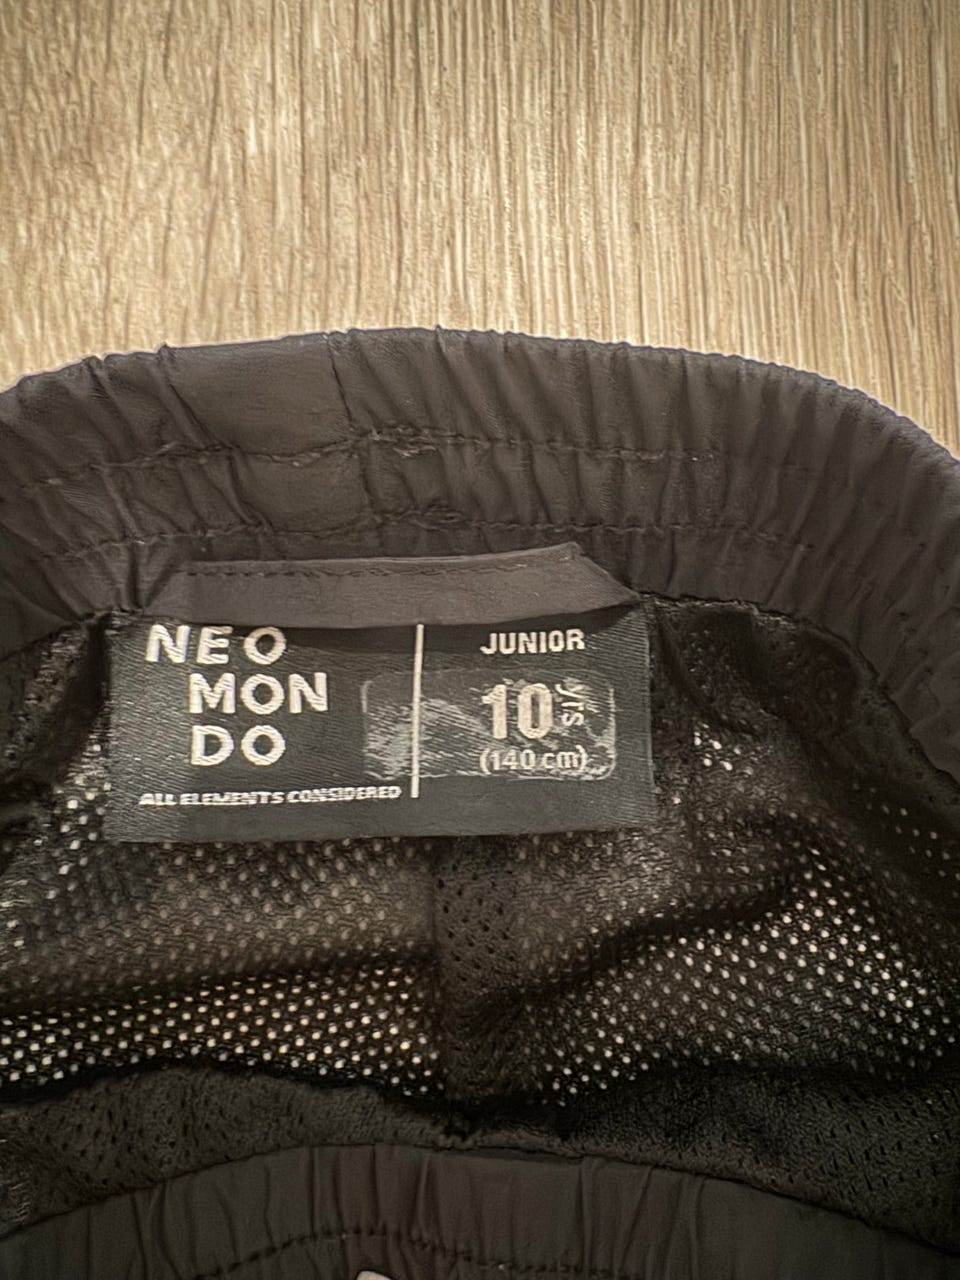 NEO
MON
DO
ALL ELEMENTS CONSIDERED
JUNIOR
10 yrs
(140 cm)